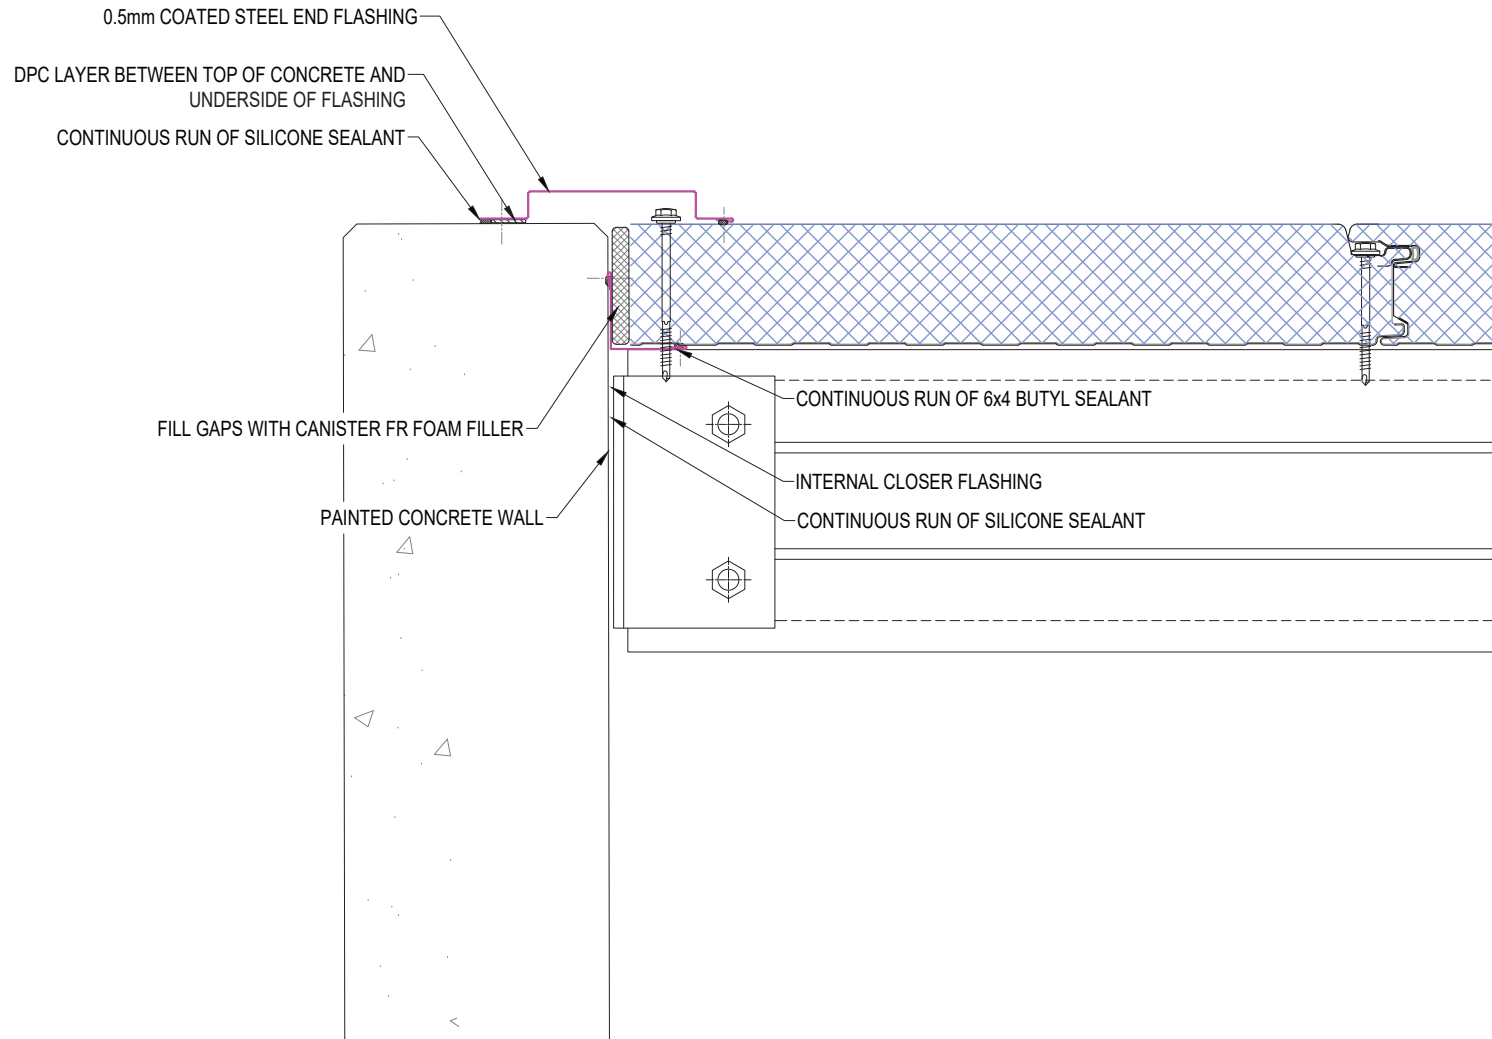 0.5mm COATED STEEL END FLASHING
DPC LAYER BETWEEN TOP OF CONCRETE AND
UNDERSIDE OF FLASHING
CONTINUOUS RUN OF SILICONE SEALANT
CONTINUOUS RUN OF 6x4 BUTYL SEALANT
FILL GAPS WITH CANISTER FR FOAM FILLER
INTERNAL CLOSER FLASHING
PAINTED CONCRETE WALL
CONTINUOUS RUN OF SILICONE SEALANT